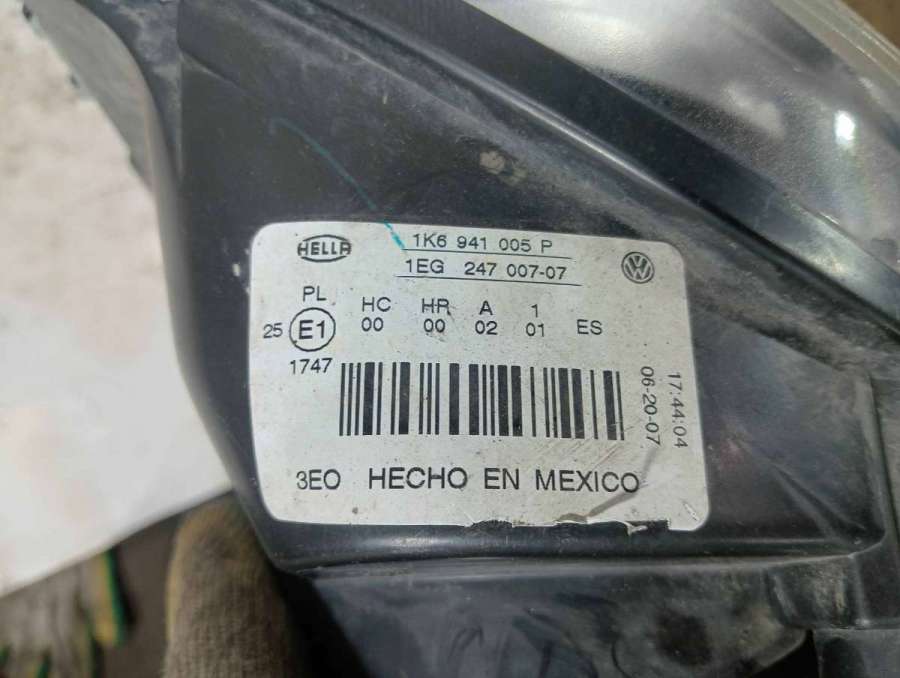 HELLA
1K6 941 005 P
1EG 247 007-07
PL HC HR A 1
25 E1 00 00 02 01 ES
1747
17:44:04
06-20-07
3EO HECHO EN MEXICO